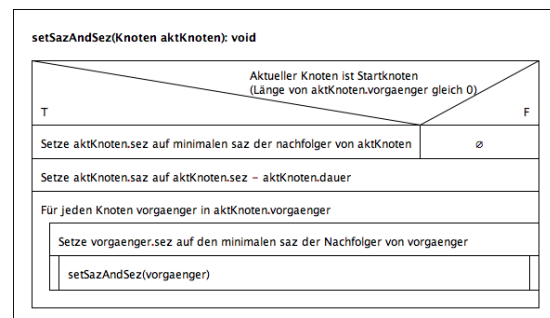 setSazAndSez(Knoten aktKnoten): void
Aktueller Knoten ist Startknoten
(Länge von aktKnoten.vorgaenger gleich 0)
T F
Setze aktKnoten.sez auf minimalen saz der nachfolger von aktKnoten ∅
Setze aktKnoten.saz auf aktKnoten.sez – aktKnoten.dauer
Für jeden Knoten vorgaenger in aktKnoten.vorgaenger
Setze vorgaenger.sez auf den minimalen saz der Nachfolger von vorgaenger
setSazAndSez(vorgaenger)